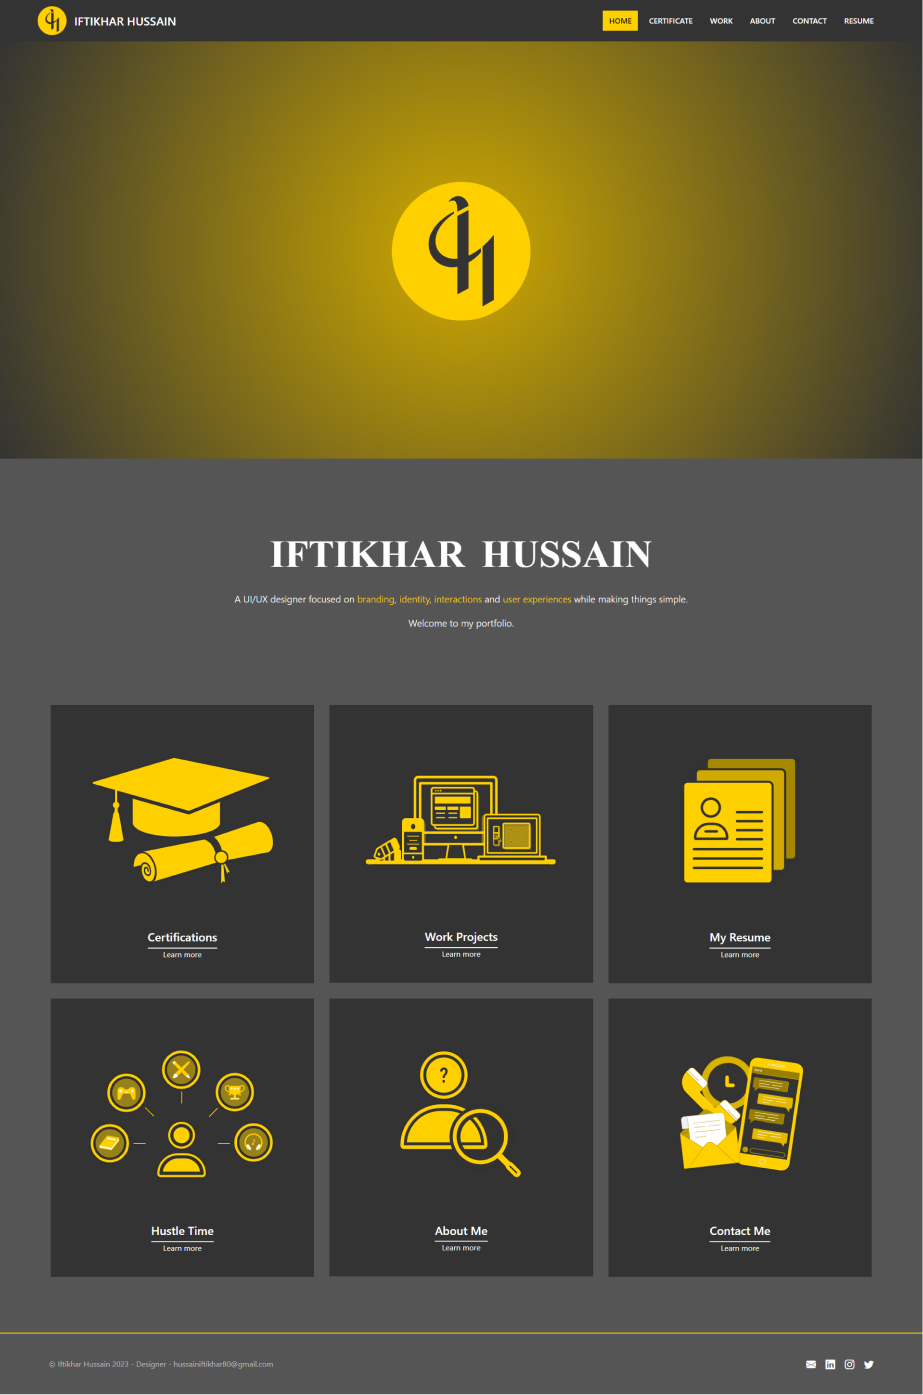 IFTIKHAR HUSSAIN
HOME CERTIFICATE WORK ABOUT CONTACT RESUME
IFTIKHAR HUSSAIN
A UI/UX designer focused on branding, identity, interactions and user experiences while making things simple.
Welcome to my portfolio.
?
Certifications
Learn more
Work Projects
Learn more
My Resume
Learn more
Hustle Time
Learn more
About Me
Learn more
Contact Me
Learn more
© Iftikhar Hussain 2023 - Designer - hussainiftikhar80@gmail.com